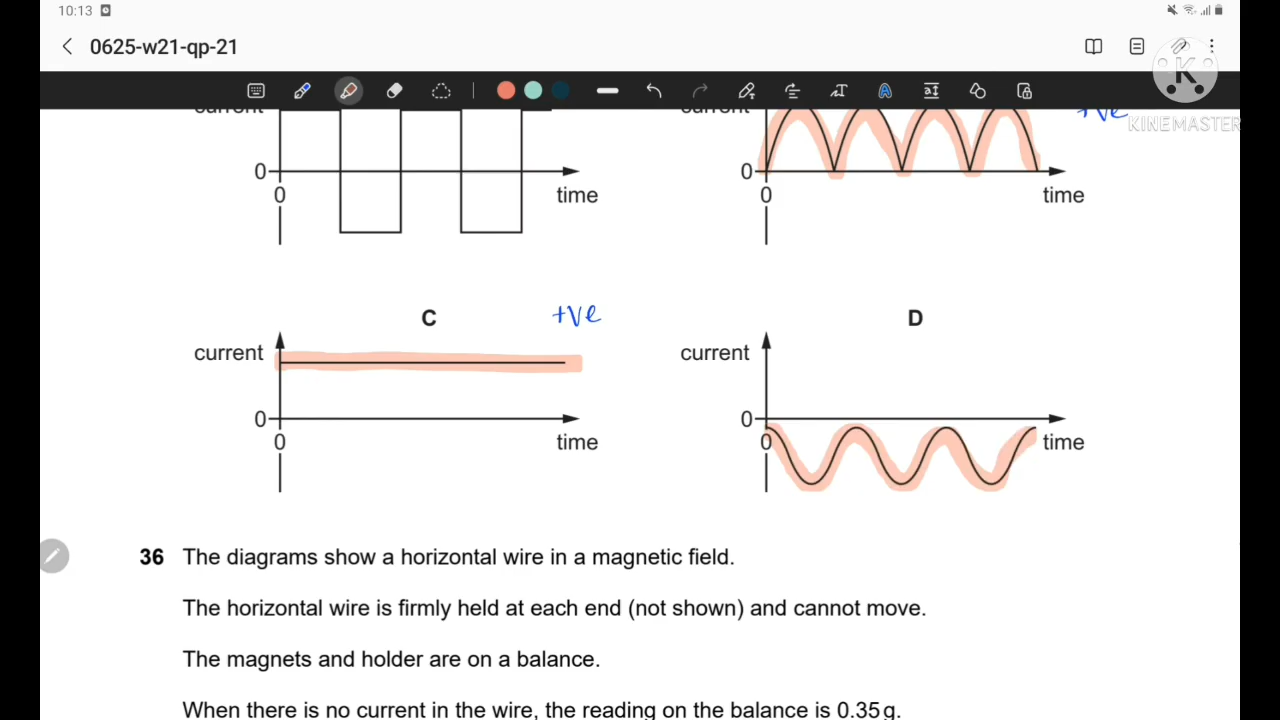 10:13
0625-w21-qp-21
K
KINEMASTER
current
current
+ve
0
0
time
0
0
time
C
+ve
D
current
0
0
time
current
0
0
time
36 The diagrams show a horizontal wire in a magnetic field.
The horizontal wire is firmly held at each end (not shown) and cannot move.
The magnets and holder are on a balance.
When there is no current in the wire, the reading on the balance is 0.35 g.